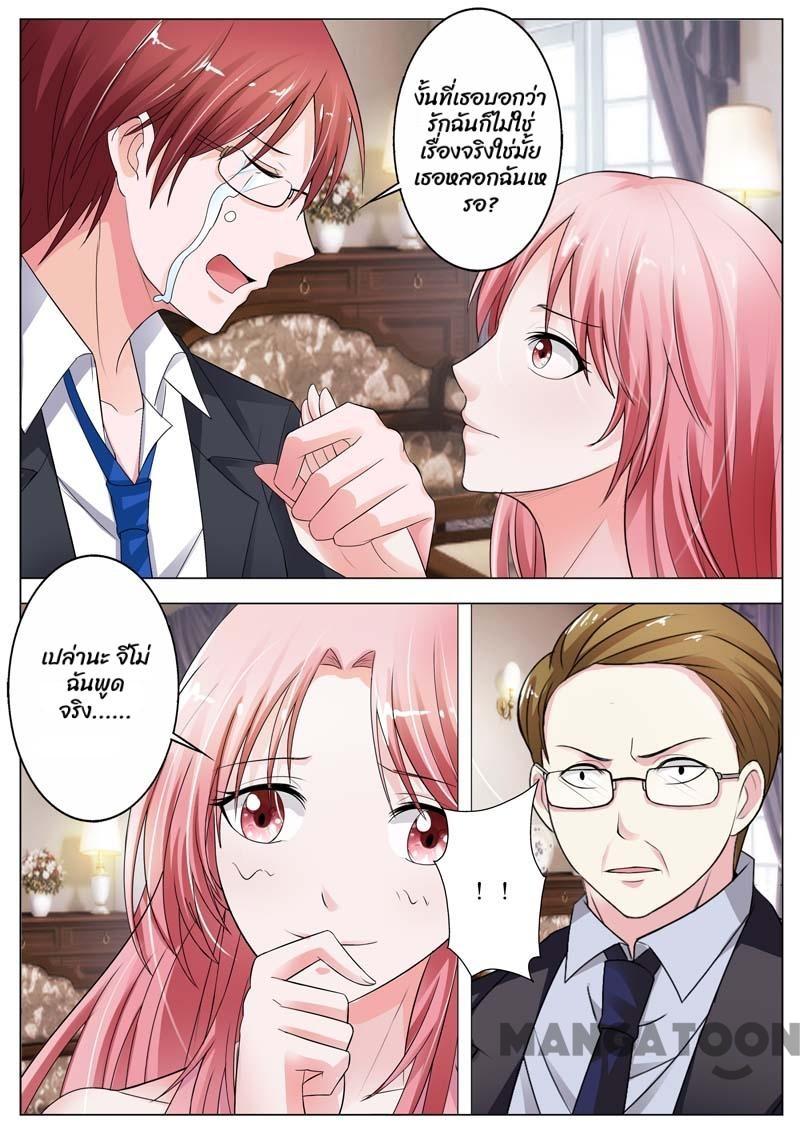 งั้นที่เธอบอกว่า
รักฉันก็ไม่ใช่
เรื่องจริงใช่มั้ย
เธอหลอกฉันเห
รอ?
เปล่านะ จีโม่
ฉันพูด
จริง......
! !
MANGATOON